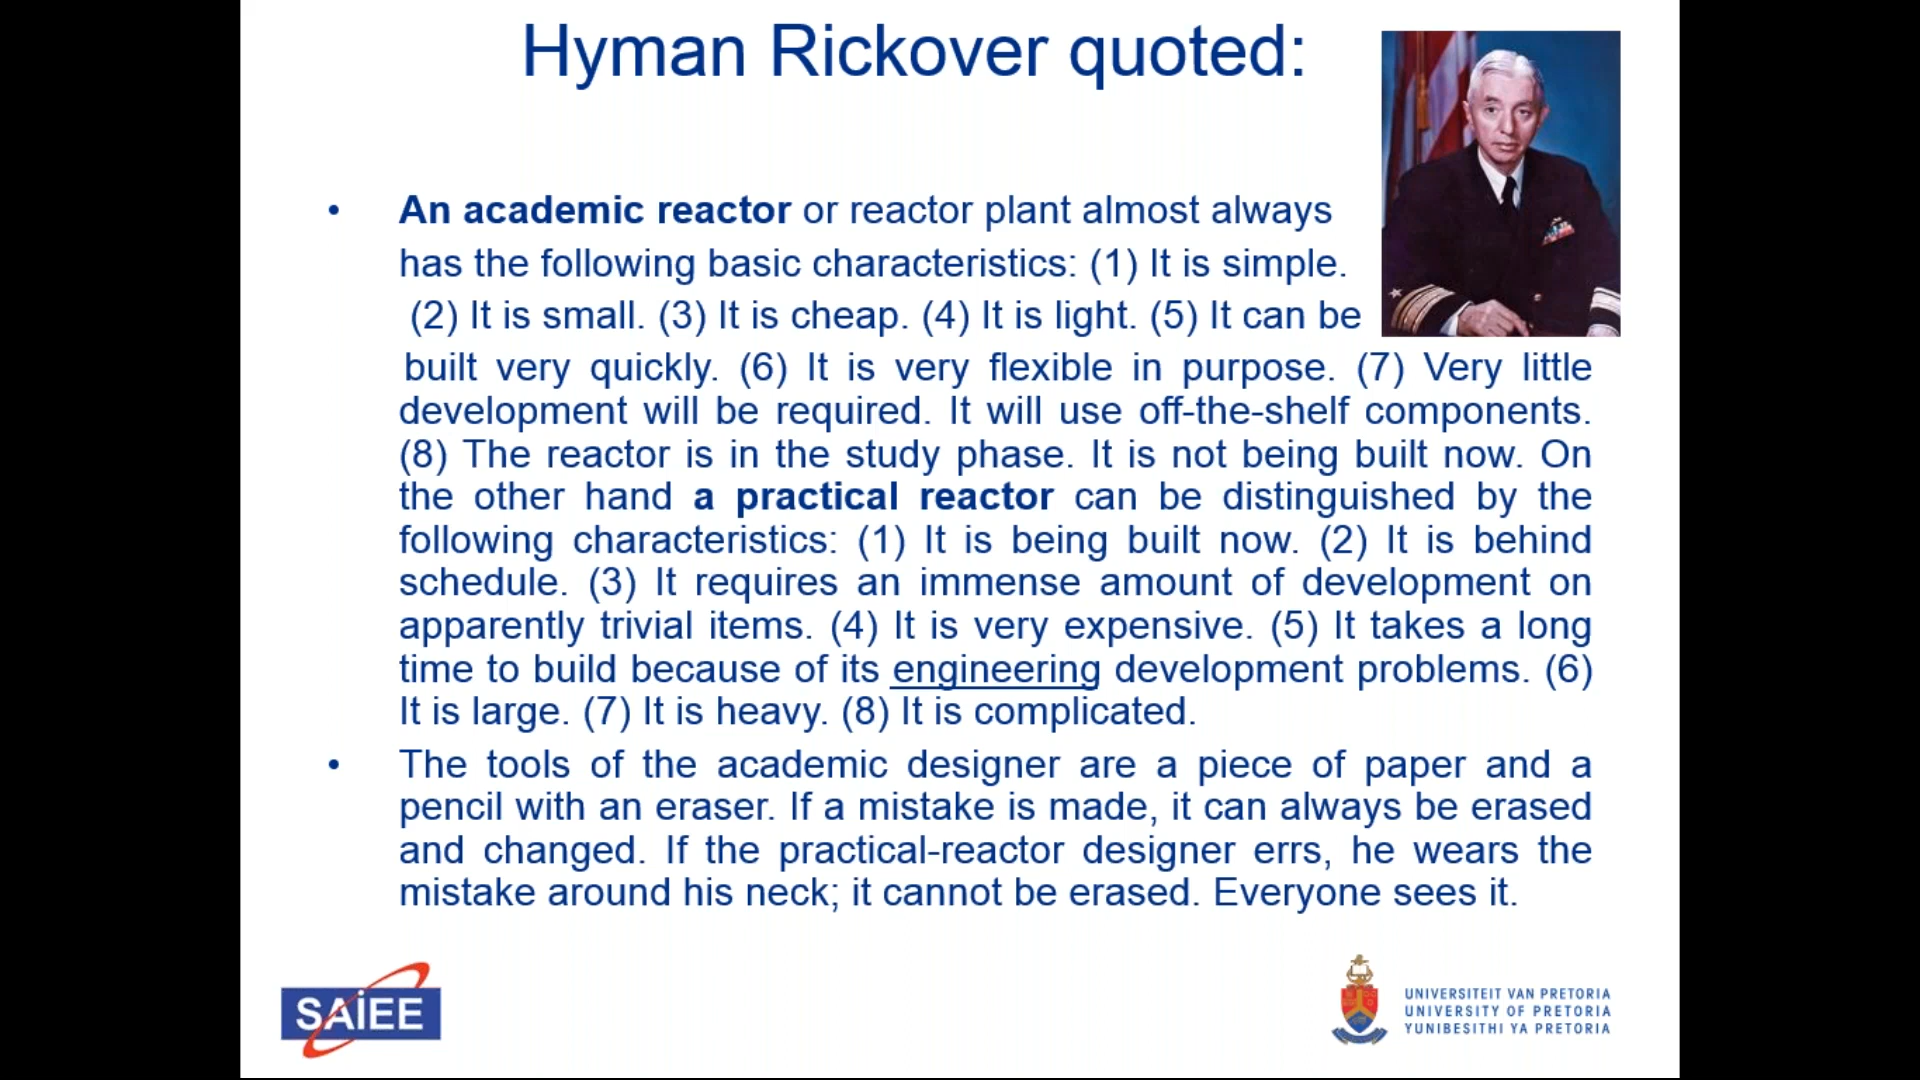 Hyman Rickover quoted:
• An academic reactor or reactor plant almost always
has the following basic characteristics: (1) It is simple.
(2) It is small. (3) It is cheap. (4) It is light. (5) It can be
built very quickly. (6) It is very flexible in purpose. (7) Very little
development will be required. It will use off-the-shelf components.
(8) The reactor is in the study phase. It is not being built now. On
the other hand a practical reactor can be distinguished by the
following characteristics: (1) It is being built now. (2) It is behind
schedule. (3) It requires an immense amount of development on
apparently trivial items. (4) It is very expensive. (5) It takes a long
time to build because of its engineering development problems. (6)
It is large. (7) It is heavy. (8) It is complicated.
• The tools of the academic designer are a piece of paper and a
pencil with an eraser. If a mistake is made, it can always be erased
and changed. If the practical-reactor designer errs, he wears the
mistake around his neck; it cannot be erased. Everyone sees it.
SAiEE
UNIVERSITEIT VAN PRETORIA
UNIVERSITY OF PRETORIA
YUNIBESITHI YA PRETORIA